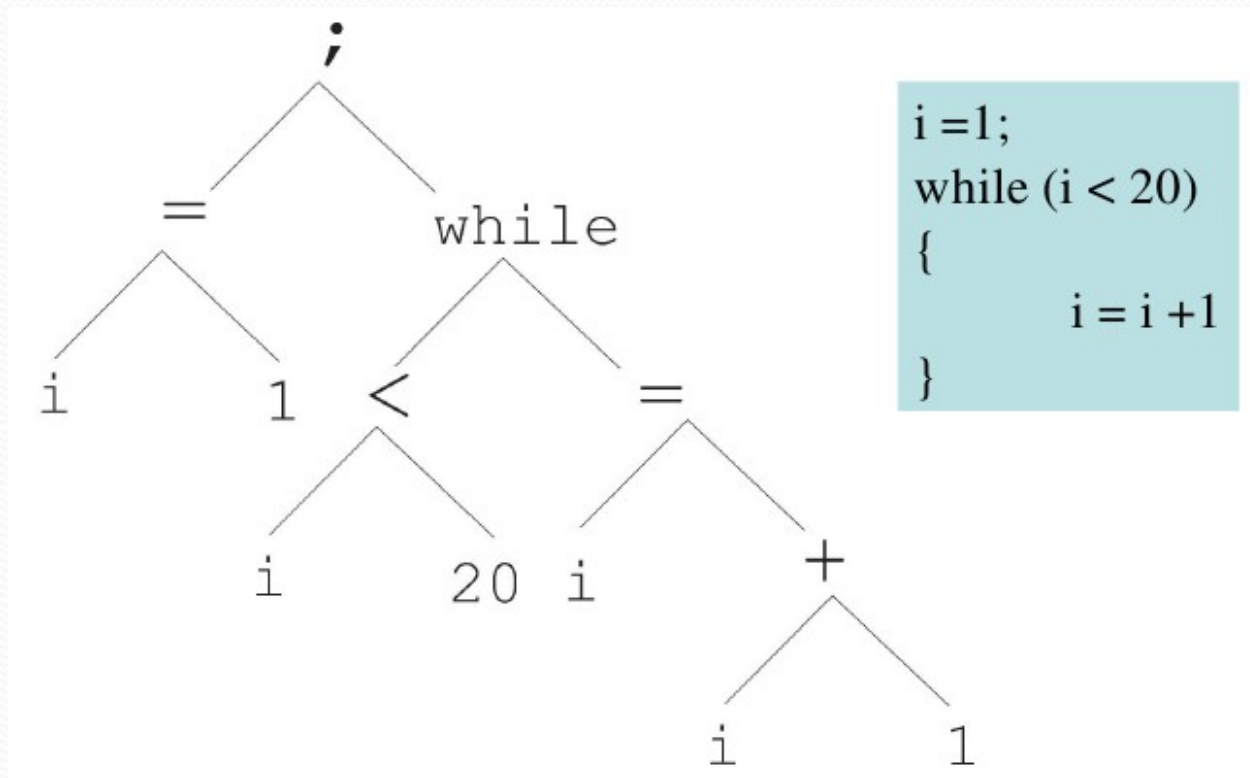 ;
= while
i 1 < =
i 20 i +
i 1
i =1;
while (i < 20)
{
i = i +1
}